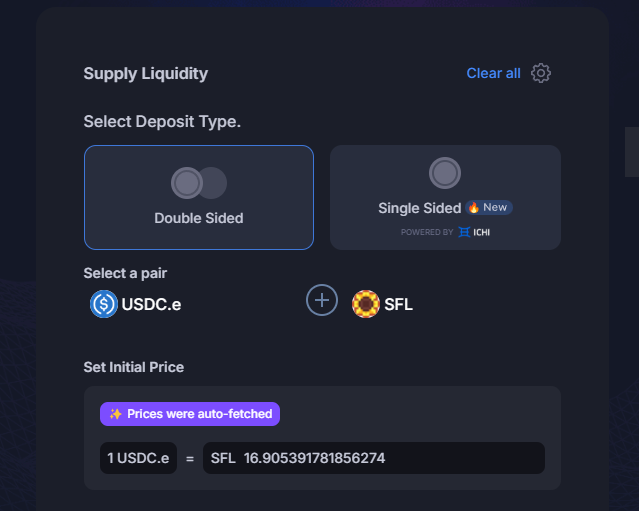 Supply Liquidity
Clear all
Select Deposit Type.
Double Sided
Single Sided 🔥 New
POWERED BY ICHI
Select a pair
USDC.e
SFL
Set Initial Price
✨ Prices were auto-fetched
1 USDC.e = SFL 16.905391781856274